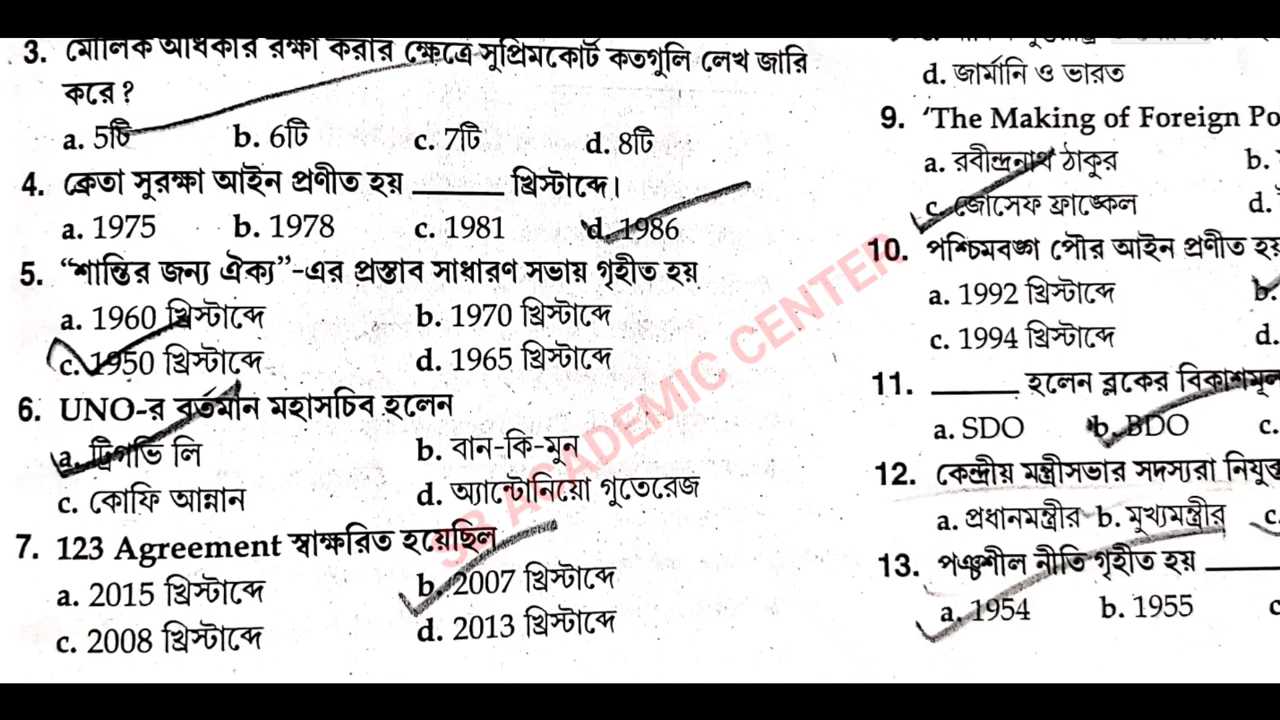 3. মৌলিক অধিকার রক্ষা করার ক্ষেত্রে সুপ্রিমকোর্ট কতগুলি লেখ জারি
করে?
a. 5টি b. 6টি c. 7টি d. 8টি
4. ক্রেতা সুরক্ষা আইন প্রণীত হয় ______ খ্রিস্টাব্দে।
a. 1975 b. 1978 c. 1981 d. 1986
5. “শান্তির জন্য ঐক্য”-এর প্রস্তাব সাধারণ সভায় গৃহীত হয়
a. 1960 খ্রিস্টাব্দে b. 1970 খ্রিস্টাব্দে
c. 1950 খ্রিস্টাব্দে d. 1965 খ্রিস্টাব্দে
6. UNO-র বর্তমান মহাসচিব হলেন
a. ট্রিগভি লি b. বান-কি-মুন
c. কোফি আন্নান d. অ্যান্টোনিয়ো গুতেরেজ
7. 123 Agreement স্বাক্ষরিত হয়েছিল
a. 2015 খ্রিস্টাব্দে b. 2007 খ্রিস্টাব্দে
c. 2008 খ্রিস্টাব্দে d. 2013 খ্রিস্টাব্দে
d. জার্মানি ও ভারত
9. ‘The Making of Foreign Po
a. রবীন্দ্রনাথ ঠাকুর b.
c. জোসেফ ফ্রাঙ্কেল d.
10. পশ্চিমবঙ্গ পৌর আইন প্রণীত হয়
a. 1992 খ্রিস্টাব্দে b.
c. 1994 খ্রিস্টাব্দে d.
11. ______ হলেন ব্লকের বিকাশমূল
a. SDO b. BDO c.
12. কেন্দ্রীয় মন্ত্রীসভার সদস্যরা নিযুক্ত
a. প্রধানমন্ত্রীর b. মুখ্যমন্ত্রীর c.
13. পঞ্চশীল নীতি গৃহীত হয় ______
a. 1954 b. 1955 c
SB ACADEMIC CENTER